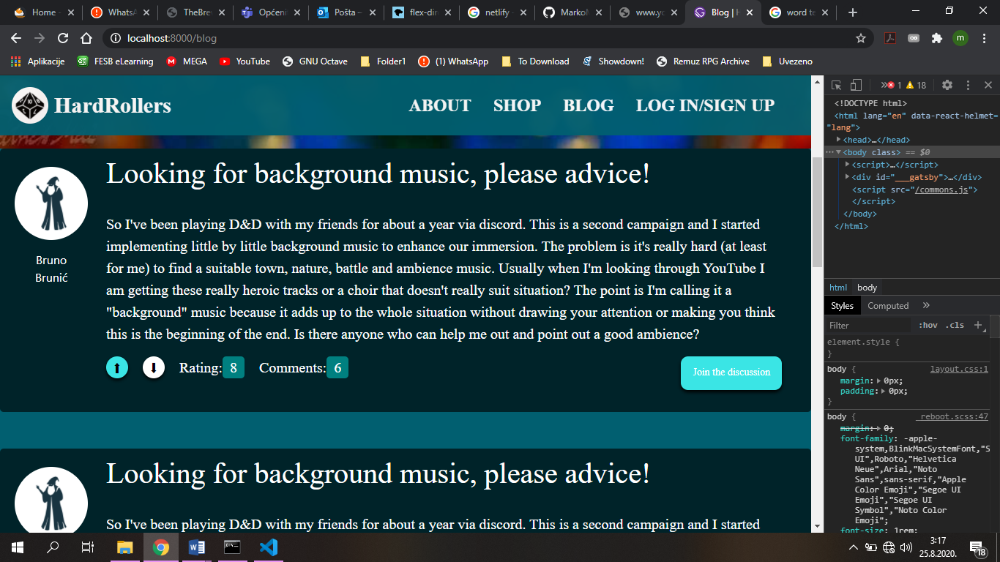 Home -
WhatsA
TheBre
Općeni
Pošta –
flex-din
netlify -
MarkoM
www.yo
Blog | H
word te
localhost:8000/blog
m
Aplikacije
FESB eLearning
MEGA
YouTube
GNU Octave
Folder1
(1) WhatsApp
To Download
Showdown!
Remuz RPG Archive
Uvezeno
HardRollers
ABOUT SHOP BLOG LOG IN/SIGN UP
Looking for background music, please advice!
Bruno
Brunić
So I've been playing D&D with my friends for about a year via discord. This is a second campaign and I started
implementing little by little background music to enhance our immersion. The problem is it's really hard (at least
for me) to find a suitable town, nature, battle and ambience music. Usually when I'm looking through YouTube I
am getting these really heroic tracks or a choir that doesn't really suit situation? The point is I'm calling it a
"background" music because it adds up to the whole situation without drawing your attention or making you think
this is the beginning of the end. Is there anyone who can help me out and point out a good ambience?
Rating: 8 Comments: 6
Join the discussion
Looking for background music, please advice!
So I've been playing D&D with my friends for about a year via discord. This is a second campaign and I started
» 1 18
<!DOCTYPE html>
<html lang="en" data-react-helmet=
"lang">
<head>…</head>
<body class> == $0
<script>…</script>
<div id="___gatsby">…</div>
<script src="/commons.js">
</script>
</body>
</html>
html body
Styles Computed »
Filter :hov .cls +
element.style {
}
body { layout.css:1
margin: 0px;
padding: 0px;
}
body { _reboot.scss:47
margin: 0;
font-family: -apple-
system,BlinkMacSystemFont,"S
UI",Roboto,"Helvetica
Neue",Arial,"Noto
Sans",sans-serif,"Apple
Color Emoji","Segoe UI
Emoji","Segoe UI
Symbol","Noto Color
Emoji";
font-size: 1rem;
3:17
25.8.2020.
18